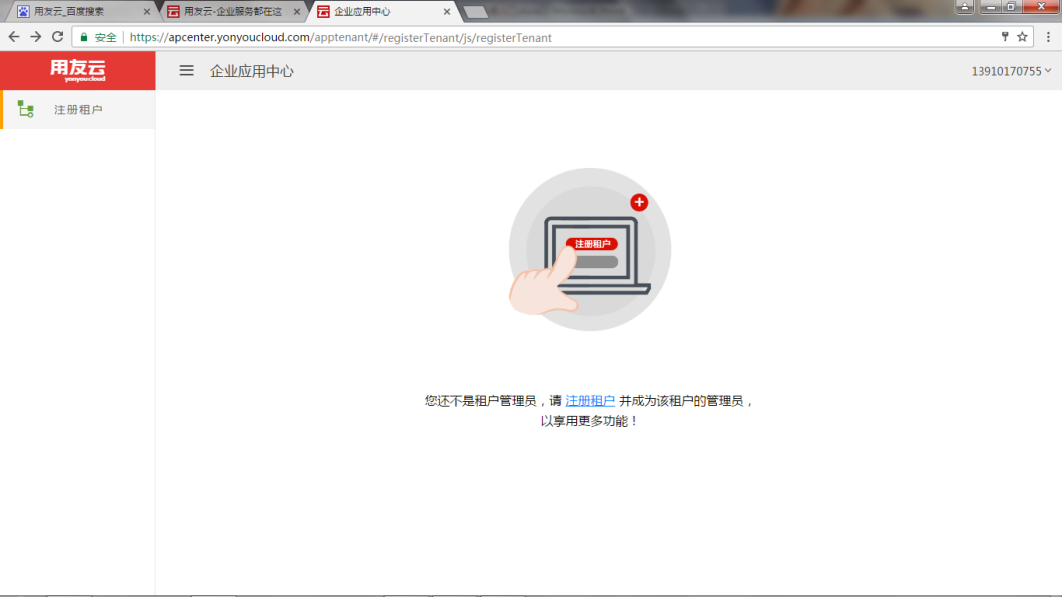 用友云_百度搜索
用友云-企业服务都在这
企业应用中心
安全 https://apcenter.yonyoucloud.com/apptenant/#/registerTenant/js/registerTenant
用友云
yonyoucloud
企业应用中心
13910170755
注册租户
注册租户
您还不是租户管理员，请 注册租户 并成为该租户的管理员，
以享用更多功能！